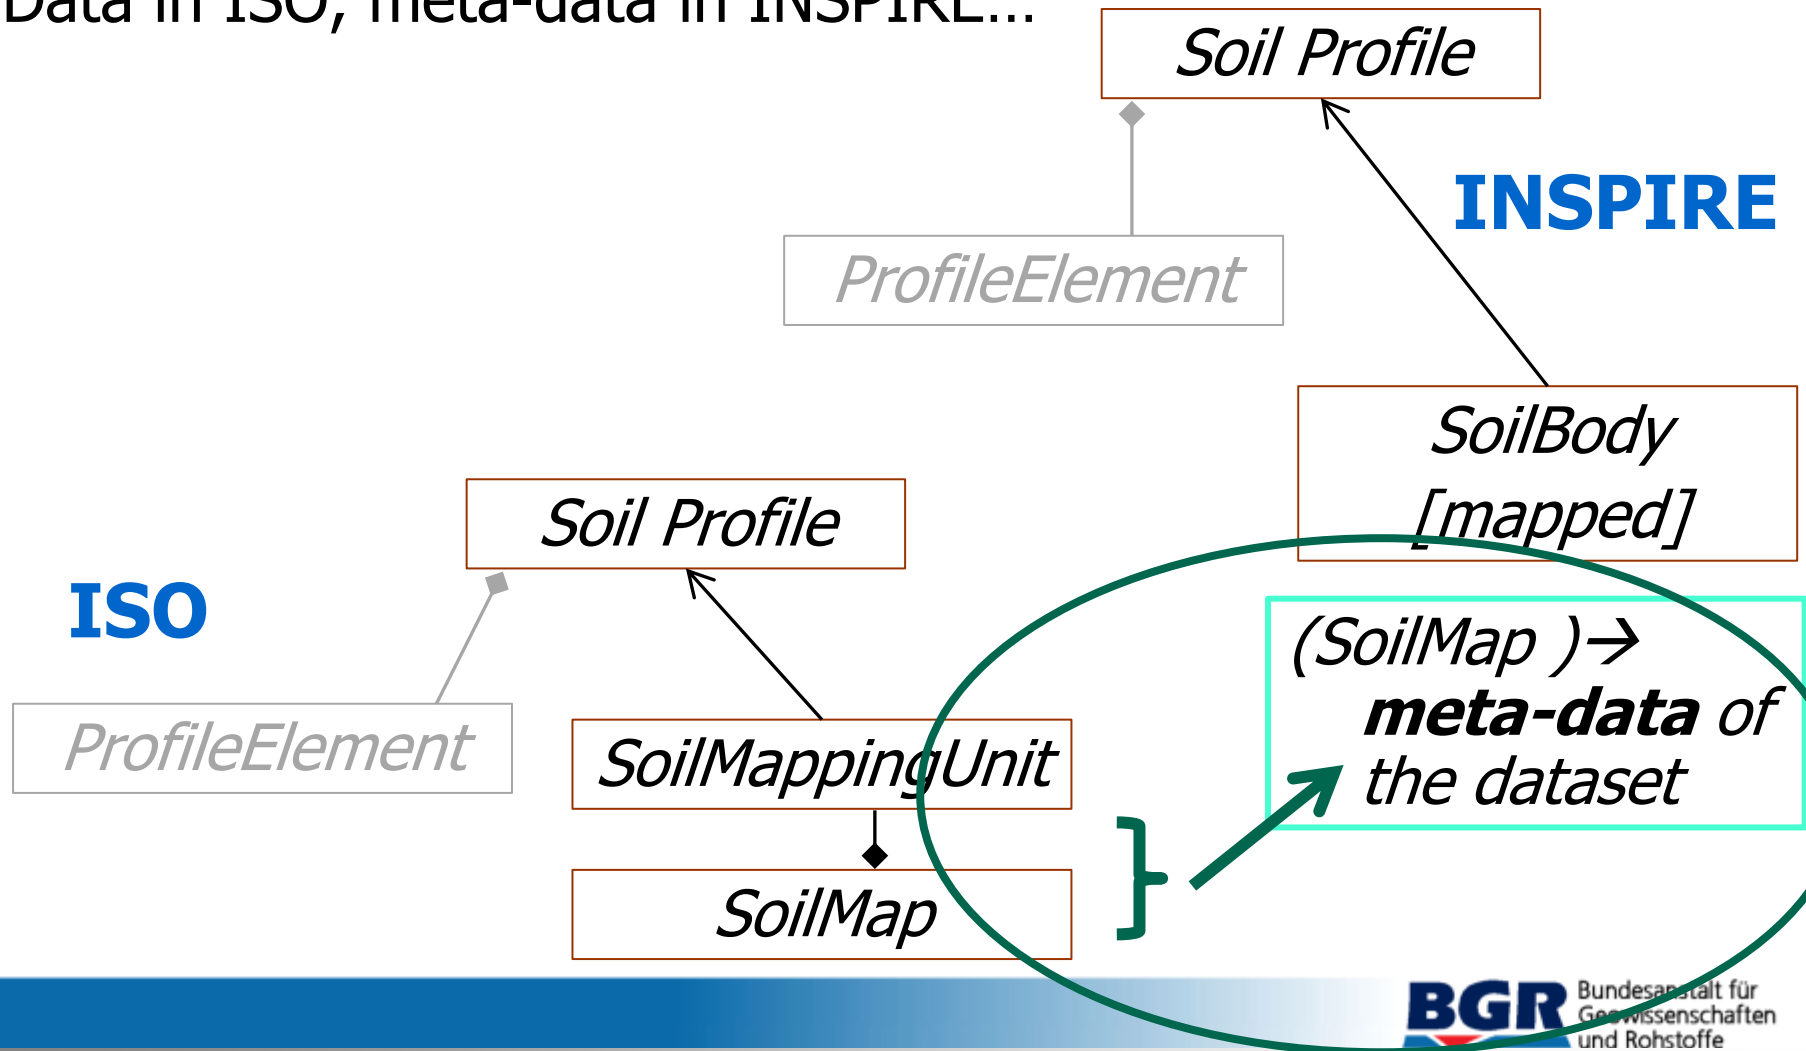 Data in ISO, meta-data in INSPIRE...
Soil Profile
INSPIRE
ProfileElement
SoilBody
[mapped]
Soil Profile
ISO
(SoilMap )→
meta-data of
the dataset
ProfileElement
SoilMappingUnit
SoilMap
BGR
Bundesanstalt für
Geowissenschaften
und Rohstoffe